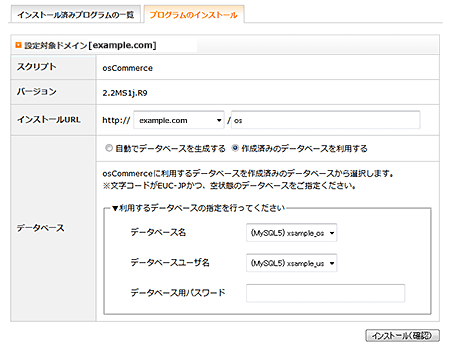 インストール済みプログラムの一覧 プログラムのインストール
設定対象ドメイン[example.com]
スクリプト osCommerce
バージョン 2.2MS1j.R9
インストールURL http:// example.com / os
自動でデータベースを生成する 作成済みのデータベースを利用する
osCommerceに利用するデータベースを作成済みのデータベースから選択します。
※文字コードがEUC-JPかつ、空状態のデータベースをご指定ください。
データベース
▼利用するデータベースの指定を行ってください
データベース名 (MySQL5) xsample_os
データベースユーザ名 (MySQL5) xsample_us
データベース用パスワード
インストール(確認)